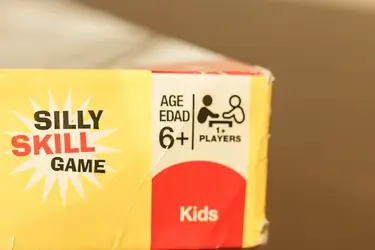 SILLY
SKILL
GAME
AGE
EDAD
6+
1+
PLAYERS
Kids